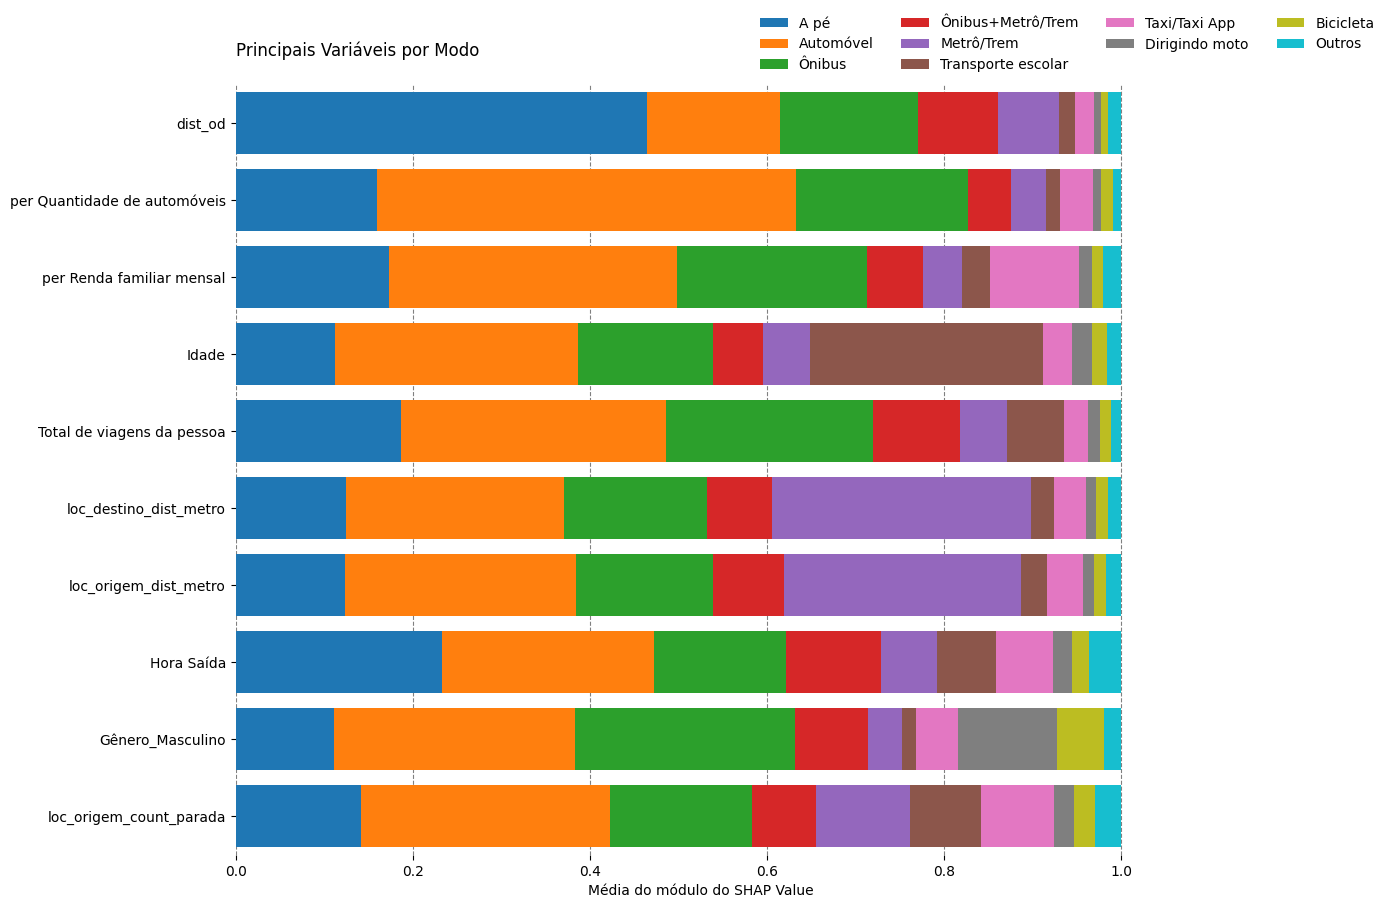 A pé
Automóvel
Ônibus
Ônibus+Metrô/Trem
Metrô/Trem
Transporte escolar
Taxi/Taxi App
Dirigindo moto
Bicicleta
Outros
Principais Variáveis por Modo
dist_od
per Quantidade de automóveis
per Renda familiar mensal
Idade
Total de viagens da pessoa
loc_destino_dist_metro
loc_origem_dist_metro
Hora Saída
Gênero_Masculino
loc_origem_count_parada
0.0 0.2 0.4 0.6 0.8 1.0
Média do módulo do SHAP Value